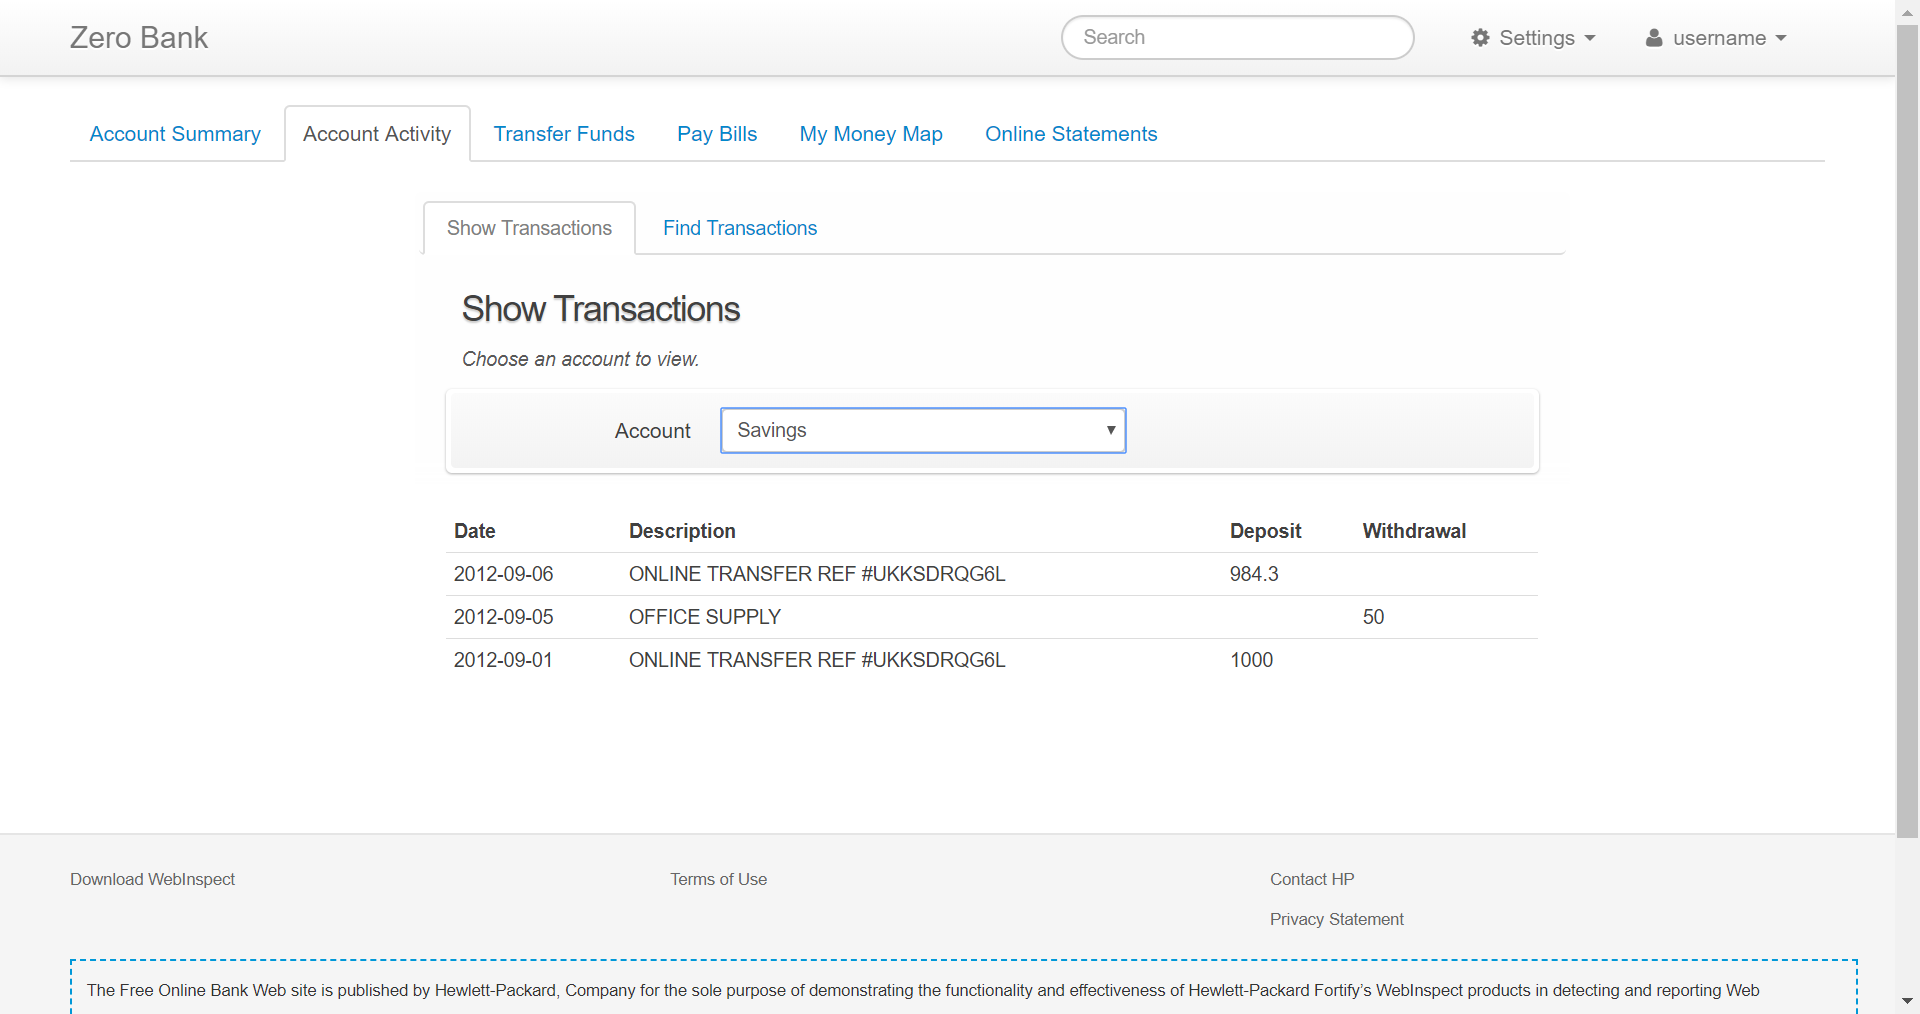 Zero Bank Search Settings username
Account Summary Account Activity Transfer Funds Pay Bills My Money Map Online Statements
Show Transactions Find Transactions
Show Transactions
Choose an account to view.
Account Savings
Date Description Deposit Withdrawal
2012-09-06 ONLINE TRANSFER REF #UKKSDRQG6L 984.3
2012-09-05 OFFICE SUPPLY 50
2012-09-01 ONLINE TRANSFER REF #UKKSDRQG6L 1000
Download WebInspect Terms of Use Contact HP
Privacy Statement
The Free Online Bank Web site is published by Hewlett-Packard, Company for the sole purpose of demonstrating the functionality and effectiveness of Hewlett-Packard Fortify’s WebInspect products in detecting and reporting Web